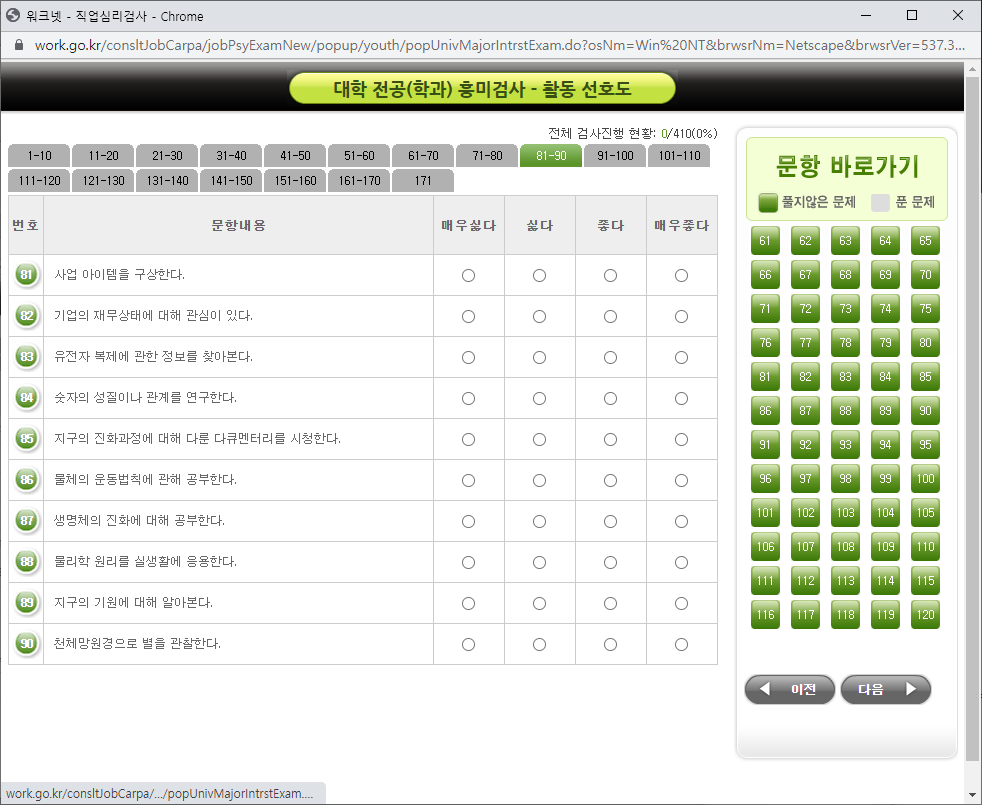 워크넷 - 직업심리검사 - Chrome
work.go.kr/consltJobCarpa/jobPsyExamNew/popup/youth/popUnivMajorIntrstExam.do?osNm=Win%20NT&brwsrNm=Netscape&brwsrVer=537.3...
대학 전공(학과) 흥미검사 - 활동 선호도
전체 검사진행 현황: 0/410(0%)
1-10 11-20 21-30 31-40 41-50 51-60 61-70 71-80 81-90 91-100 101-110
111-120 121-130 131-140 141-150 151-160 161-170 171
번호 문항내용 매우싫다 싫다 좋다 매우좋다
81 사업 아이템을 구상한다.
82 기업의 재무상태에 대해 관심이 있다.
83 유전자 복제에 관한 정보를 찾아본다.
84 숫자의 성질이나 관계를 연구한다.
85 지구의 진화과정에 대해 다룬 다큐멘터리를 시청한다.
86 물체의 운동법칙에 관해 공부한다.
87 생명체의 진화에 대해 공부한다.
88 물리학 원리를 실생활에 응용한다.
89 지구의 기원에 대해 알아본다.
90 천체망원경으로 별을 관찰한다.
문항 바로가기
풀지않은 문제 푼 문제
61 62 63 64 65
66 67 68 69 70
71 72 73 74 75
76 77 78 79 80
81 82 83 84 85
86 87 88 89 90
91 92 93 94 95
96 97 98 99 100
101 102 103 104 105
106 107 108 109 110
111 112 113 114 115
116 117 118 119 120
이전 다음
work.go.kr/consltJobCarpa/.../popUnivMajorIntrstExam....